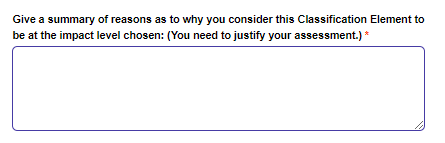 Give a summary of reasons as to why you consider this Classification Element to
be at the impact level chosen: (You need to justify your assessment.) *